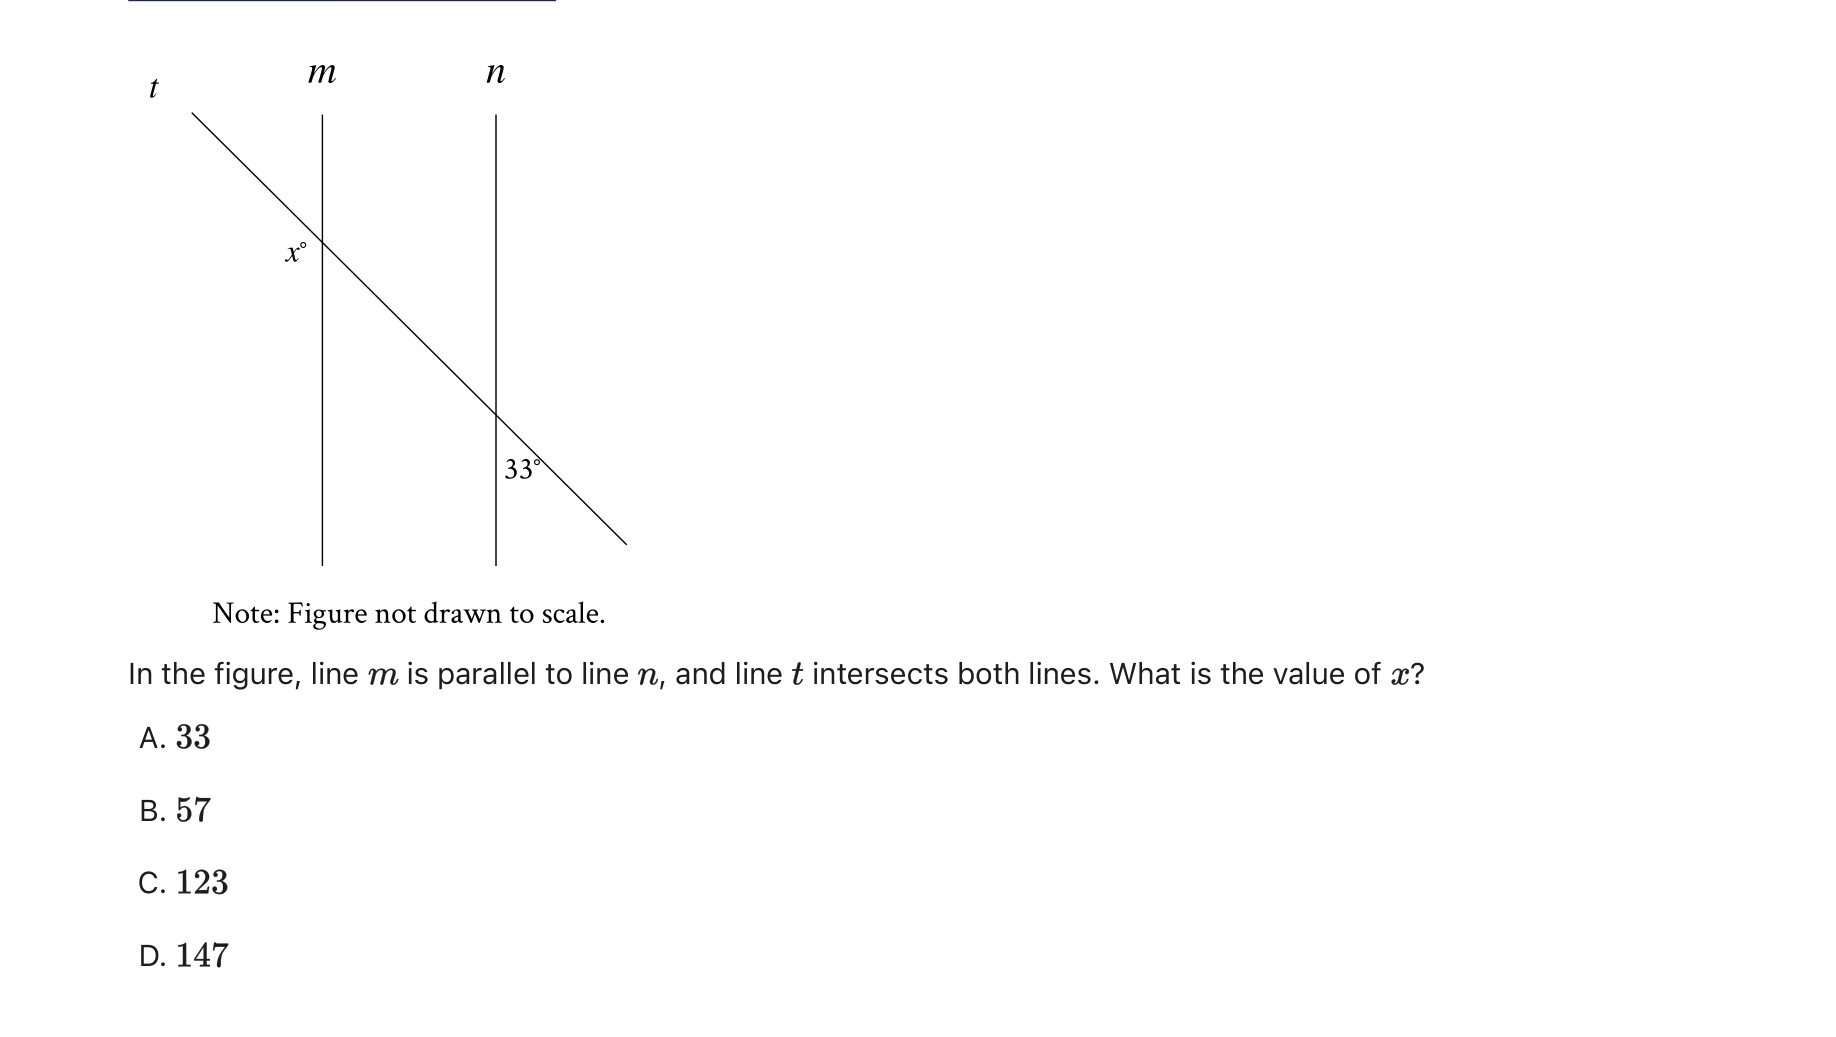 t m n
x°
33°
Note: Figure not drawn to scale.
In the figure, line m is parallel to line n, and line t intersects both lines. What is the value of x?
A. 33
B. 57
C. 123
D. 147